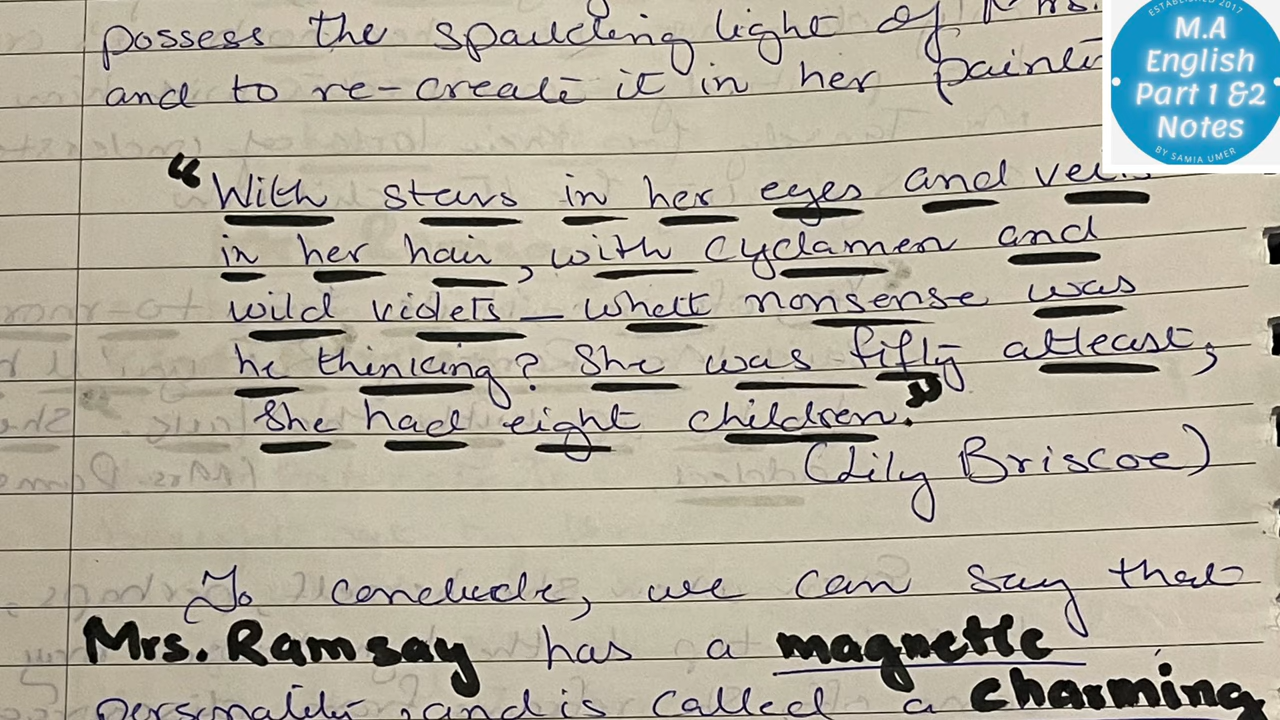 possess the sparkling light of Mrs.
and to re-create it in her
"With stars in her eyes and veils
in her hair, with cyclamen and
wild violets – what nonsense was
he thinking? She was fifty atleast,
She had eight children."
(Lily Briscoe)
To conclude, we can say that
Mrs. Ramsay has a magnetic
personality and is called a charming
ESTABLISHED 2017
M.A
English
Part 1 &2
Notes
BY SAMIA UMER